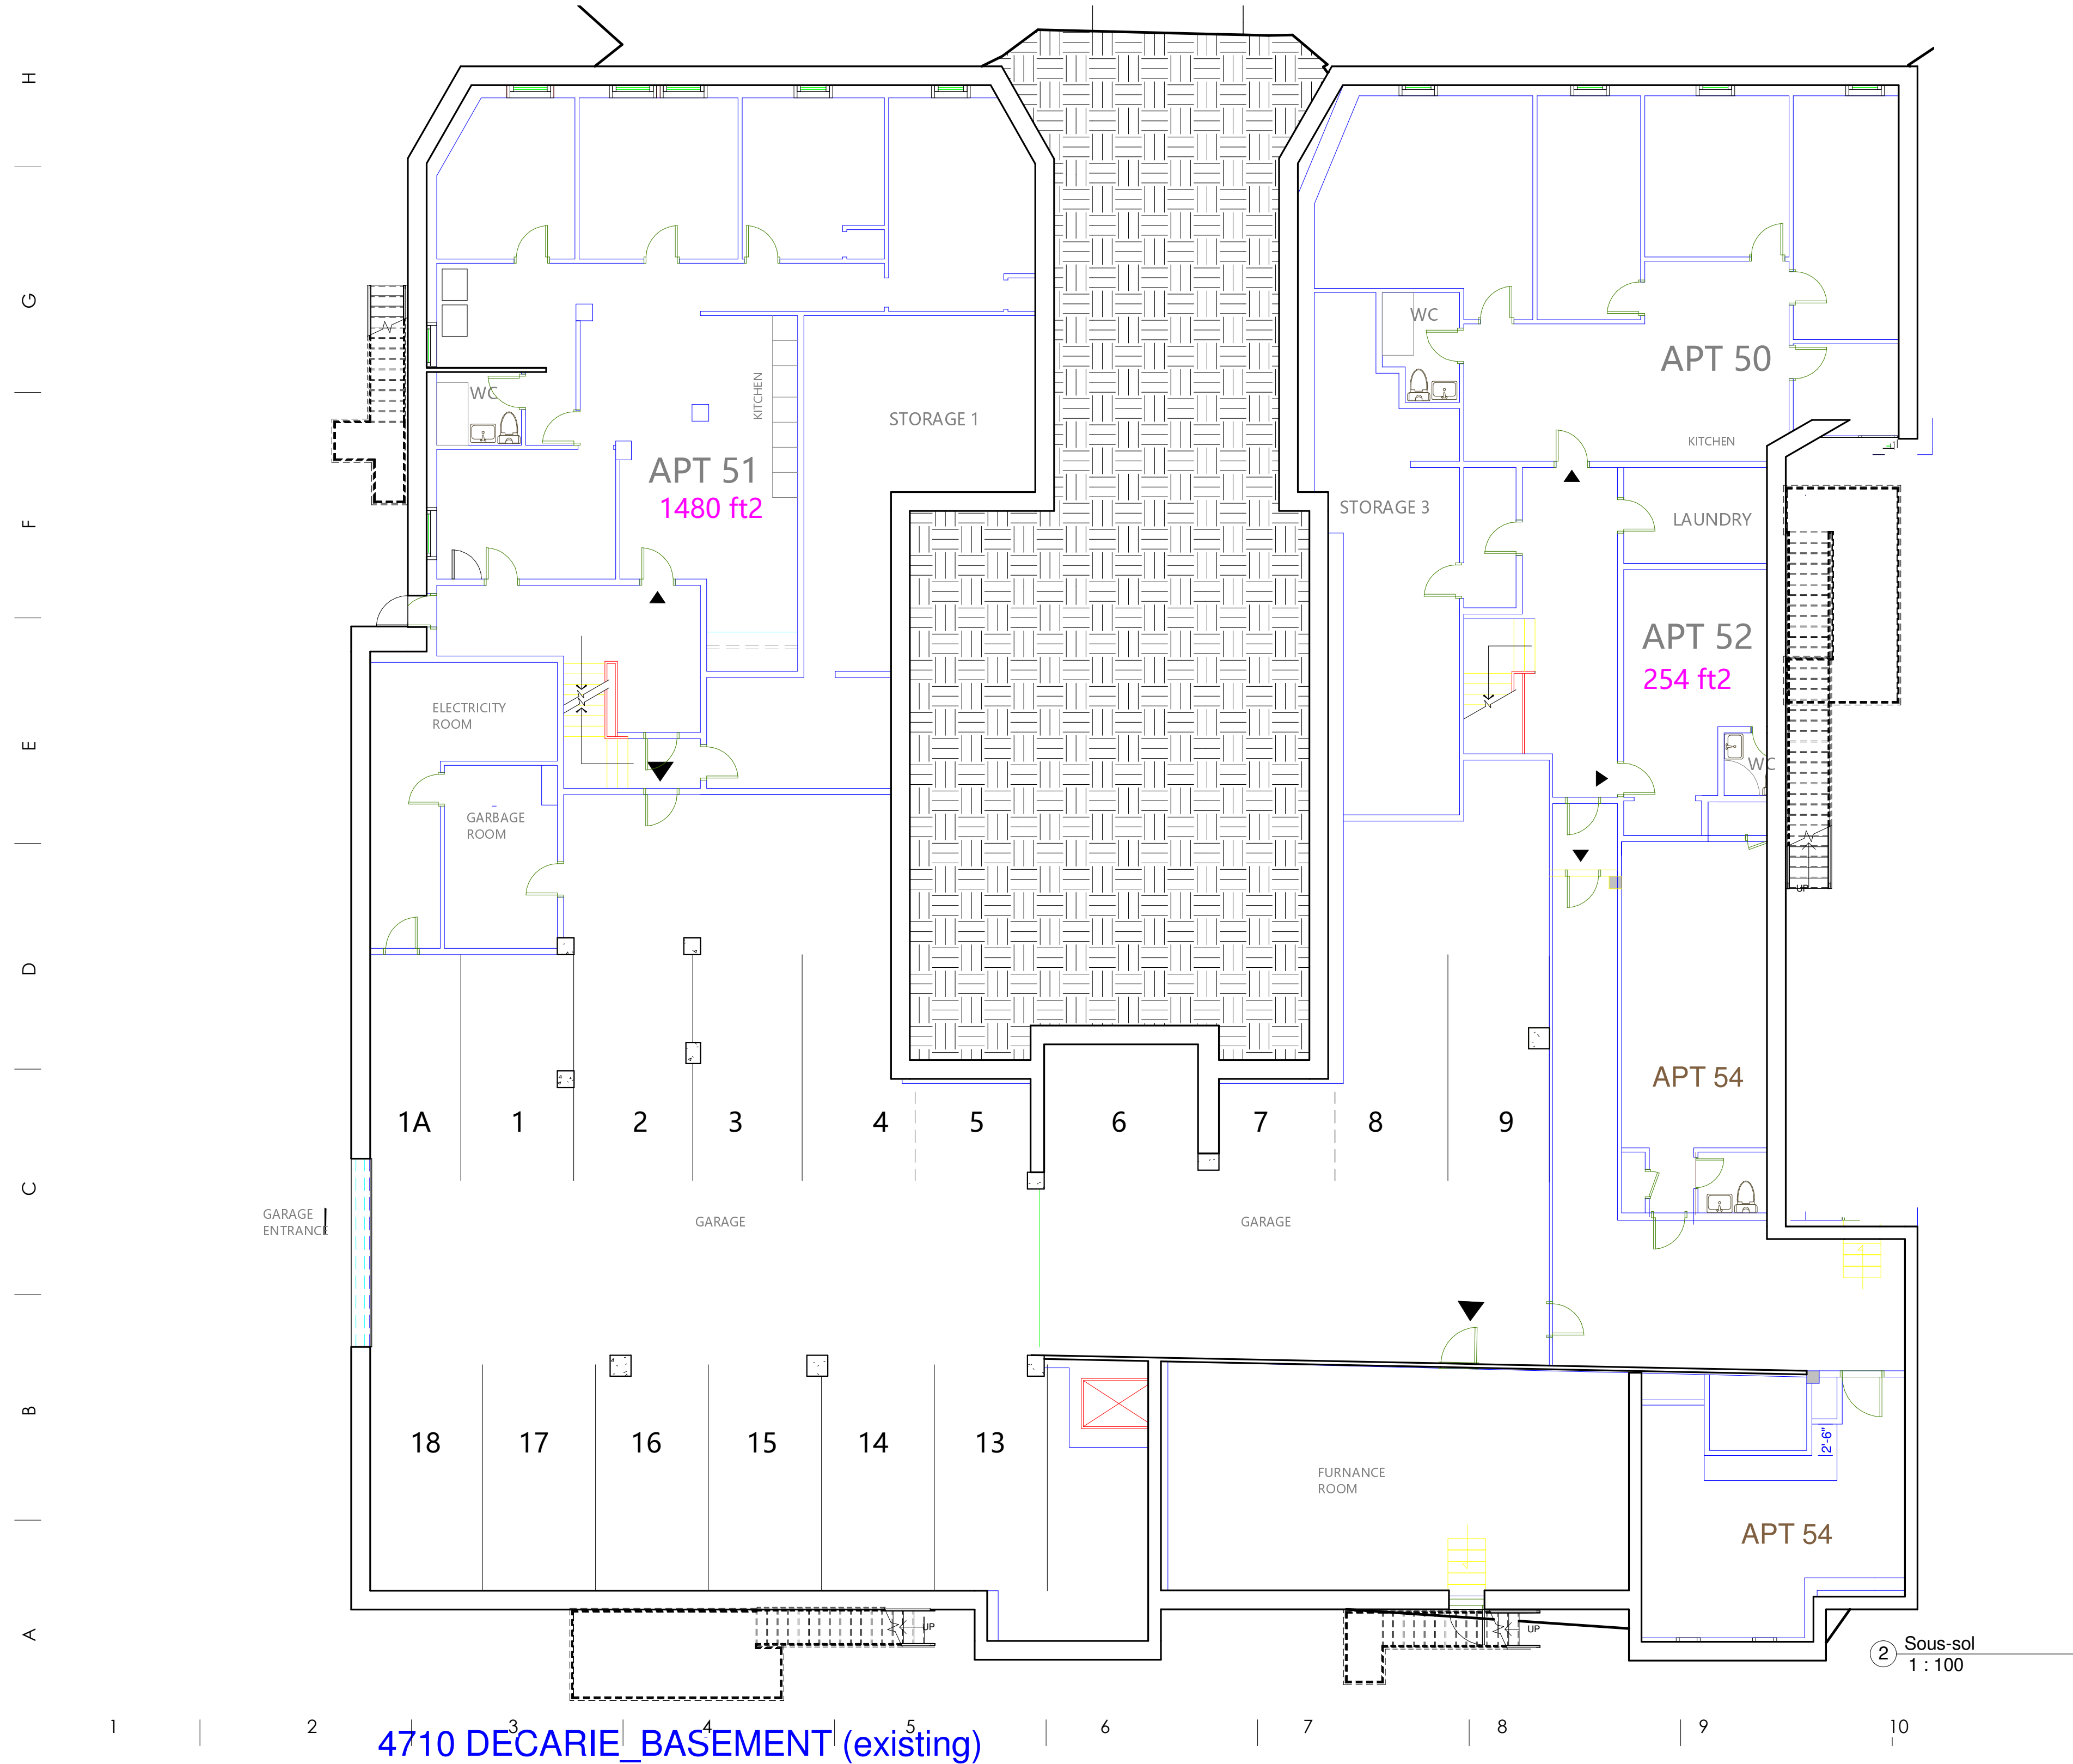 H
G
F
E
D
C
B
A
WC
APT 50
KITCHEN
WC
KITCHEN
STORAGE 1
APT 51
1480 ft2
KITCHEN
STORAGE 3
LAUNDRY
APT 52
254 ft2
ELECTRICITY
ROOM
WC
GARBAGE
ROOM
UP
APT 54
1A
1
2
3
4
5
6
7
8
9
GARAGE
ENTRANCE
GARAGE
GARAGE
18
17
16
15
14
13
2'-6"
FURNANCE
ROOM
APT 54
UP
UP
2
Sous-sol
1 : 100
1
2
3
4
5
6
7
8
9
10
4710 DECARIE_BASEMENT (existing)